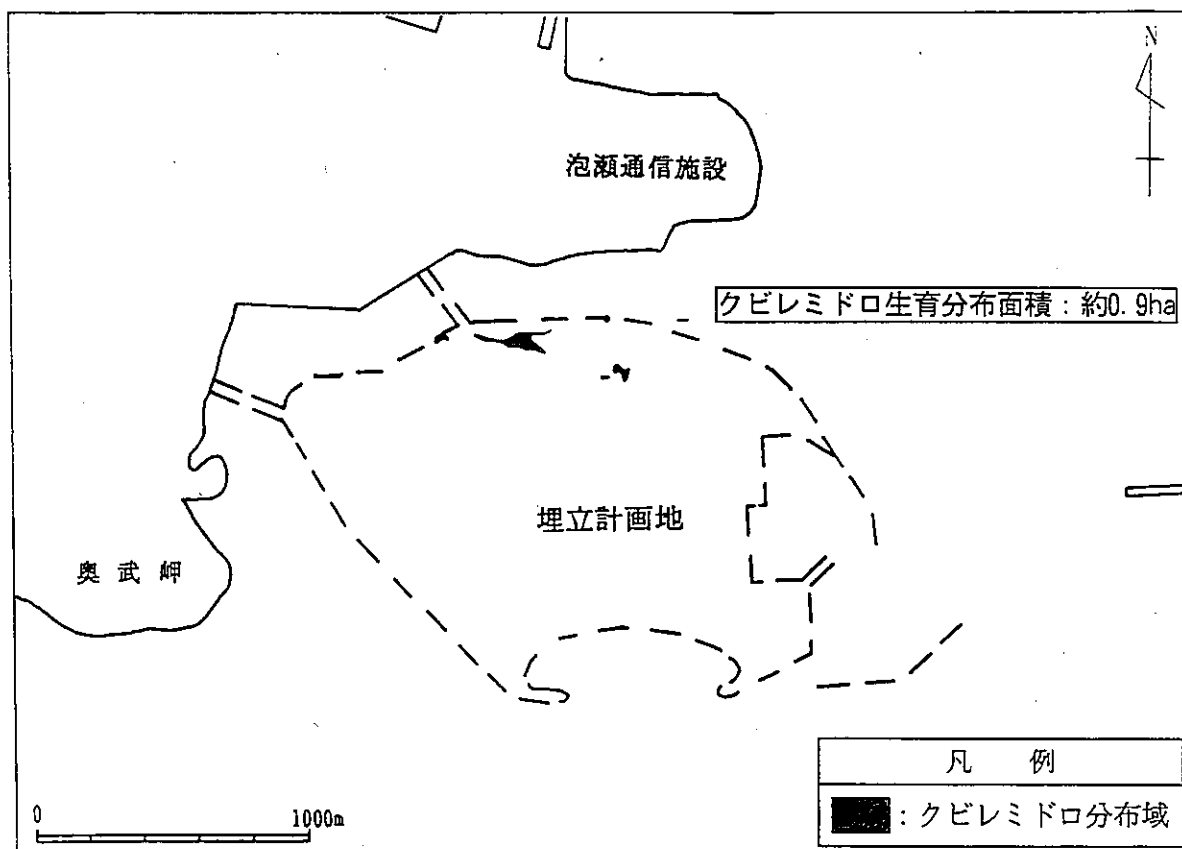 N
泡瀬通信施設
クビレミドロ生育分布面積：約0.9ha
埋立計画地
奥武岬
凡 例
：クビレミドロ分布域
0 1000m